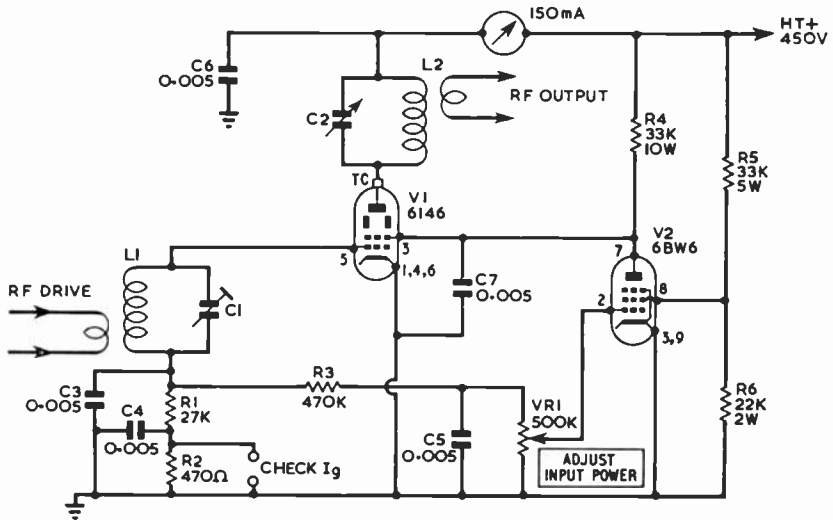 150mA
HT+
450V
C6
0.005
L2
C2
RF OUTPUT
R4
33K
10W
R5
33K
5W
TC
V1
6146
V2
6BW6
L1
5
3
1,4,6
7
8
2
3,9
C7
0.005
RF DRIVE
C1
R3
470K
C3
0.005
R1
27K
C4
0.005
C5
0.005
VR1
500K
R6
22K
2W
R2
470Ω
CHECK Ig
ADJUST
INPUT POWER